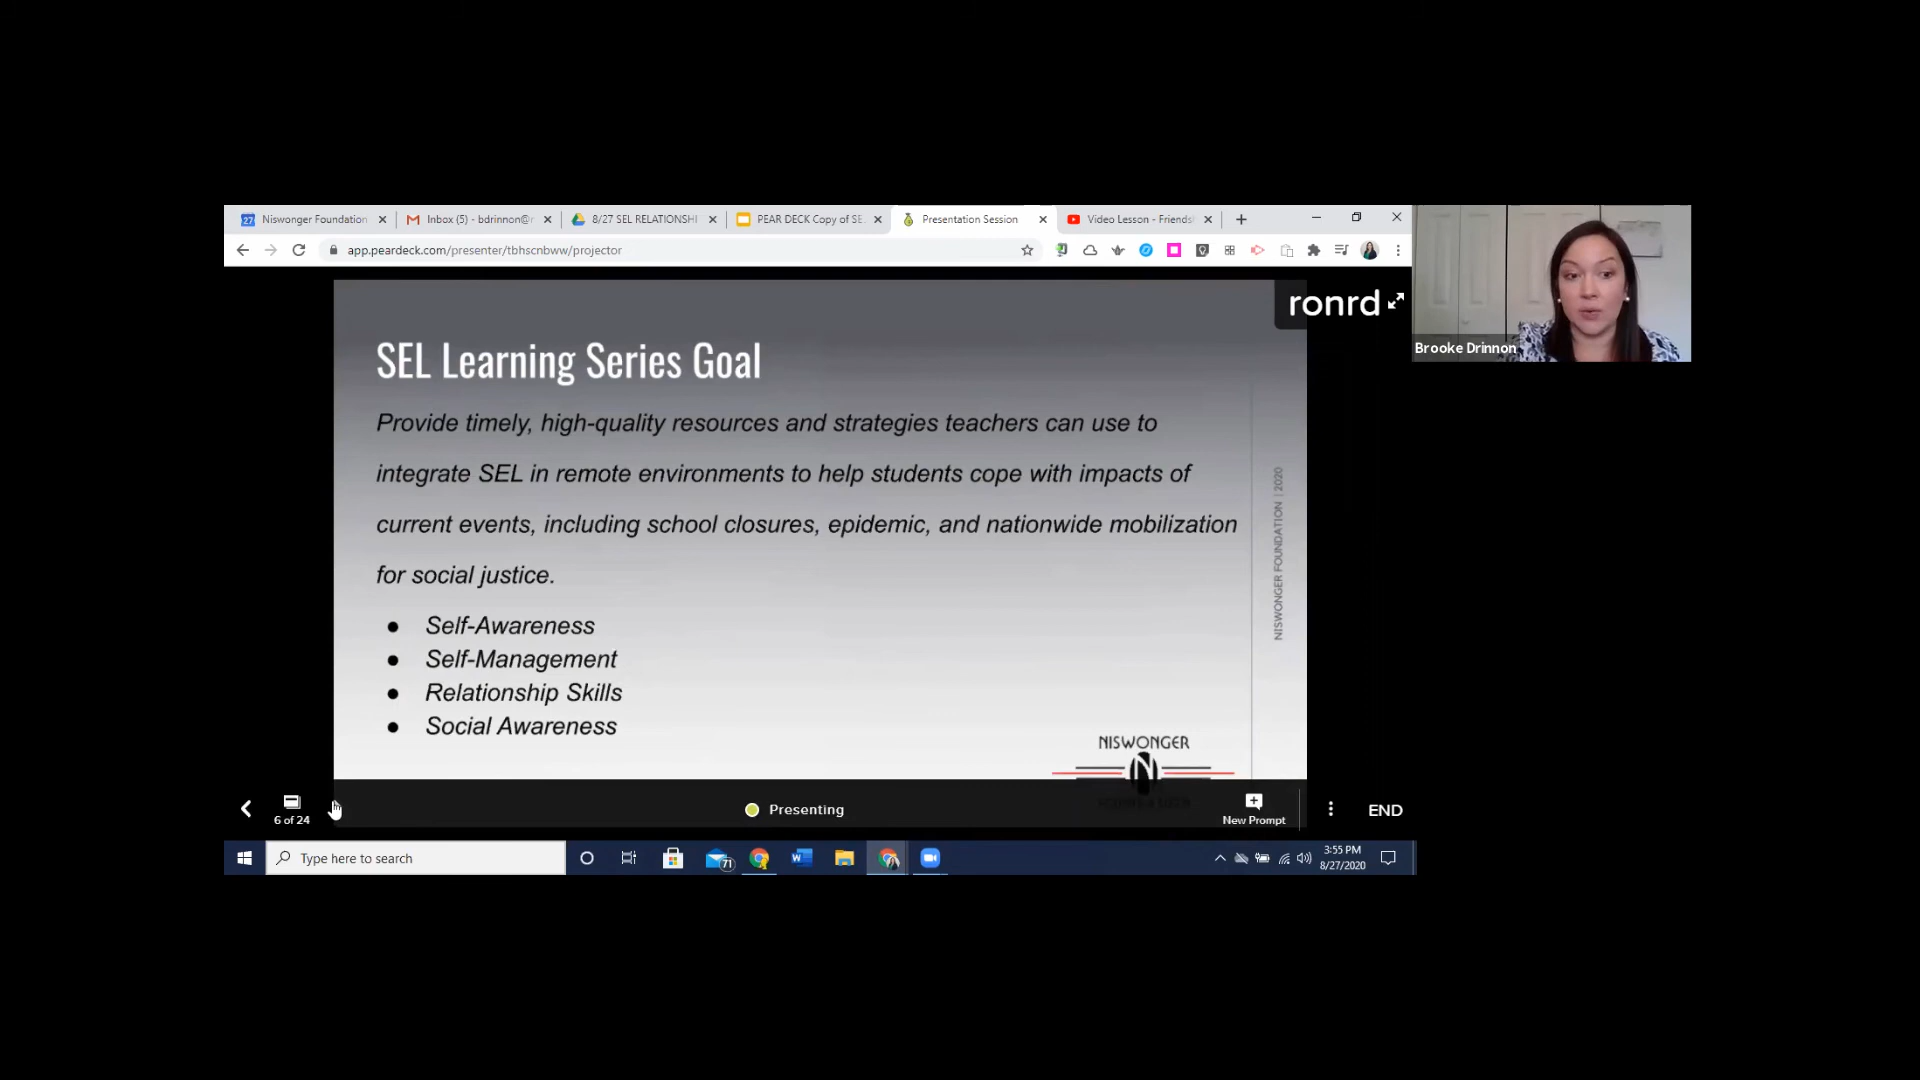 Niswonger Foundation
Inbox (5) - bdrinnon@r
8/27 SEL RELATIONSHI
PEAR DECK Copy of SE
Presentation Session
Video Lesson - Friends
app.peardeck.com/presenter/tbhscnbww/projector
ronrd
Brooke Drinnon
SEL Learning Series Goal
Provide timely, high-quality resources and strategies teachers can use to
integrate SEL in remote environments to help students cope with impacts of
current events, including school closures, epidemic, and nationwide mobilization
for social justice.
● Self-Awareness
● Self-Management
● Relationship Skills
● Social Awareness
NISWONGER FOUNDATION | 2020
NISWONGER
N
6 of 24
Presenting
New Prompt
END
Type here to search
71
3:55 PM
8/27/2020